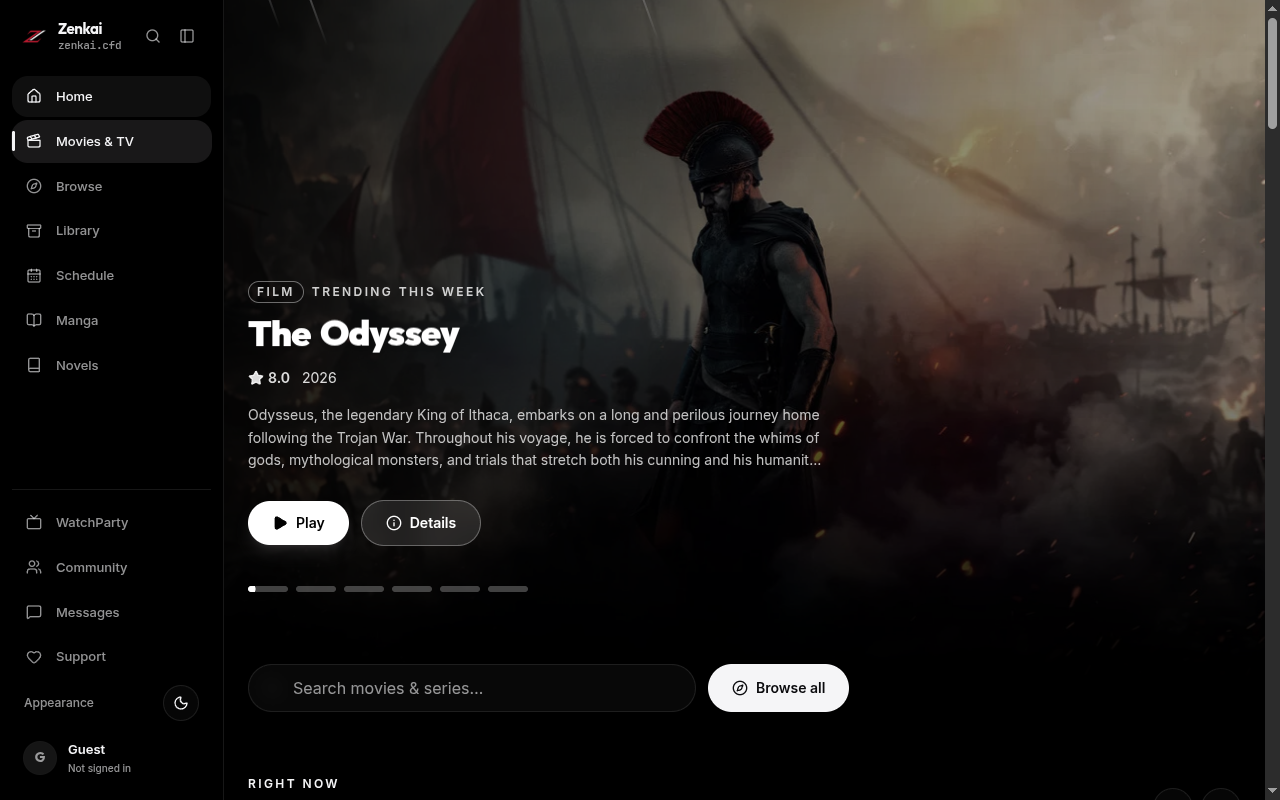 Zenkai
zenkai.cfd
Home
Movies & TV
Browse
Library
Schedule
Manga
Novels
WatchParty
Community
Messages
Support
Appearance
G
Guest
Not signed in
FILM TRENDING THIS WEEK
The Odyssey
8.0 2026
Odysseus, the legendary King of Ithaca, embarks on a long and perilous journey home
following the Trojan War. Throughout his voyage, he is forced to confront the whims of
gods, mythological monsters, and trials that stretch both his cunning and his humanit...
Play
Details
Search movies & series...
Browse all
RIGHT NOW